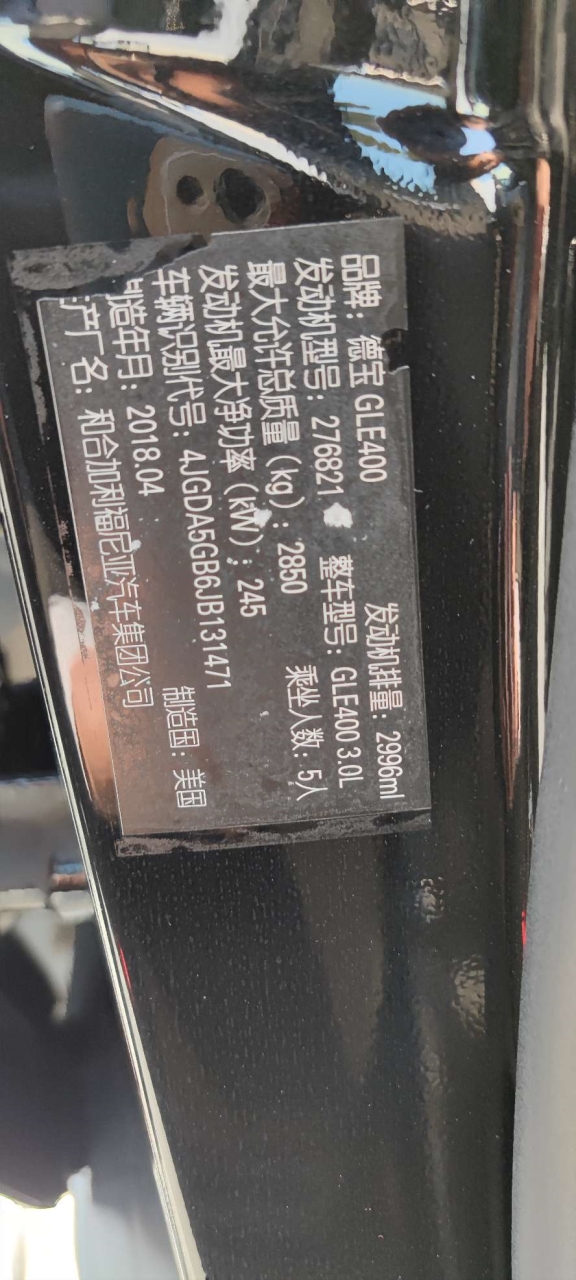 品牌：德宝 GLE400 发动机排量：2996ml
发动机型号：276821 整车型号：GLE400 3.0L
最大允许总质量（kg）：2850 乘坐人数：5人
发动机最大净功率（kW）：245
车辆识别代号：4JGDA5GB6JB131471
制造年月：2018.04 制造国：美国
生产厂名：和合加利福尼亚汽车集团公司